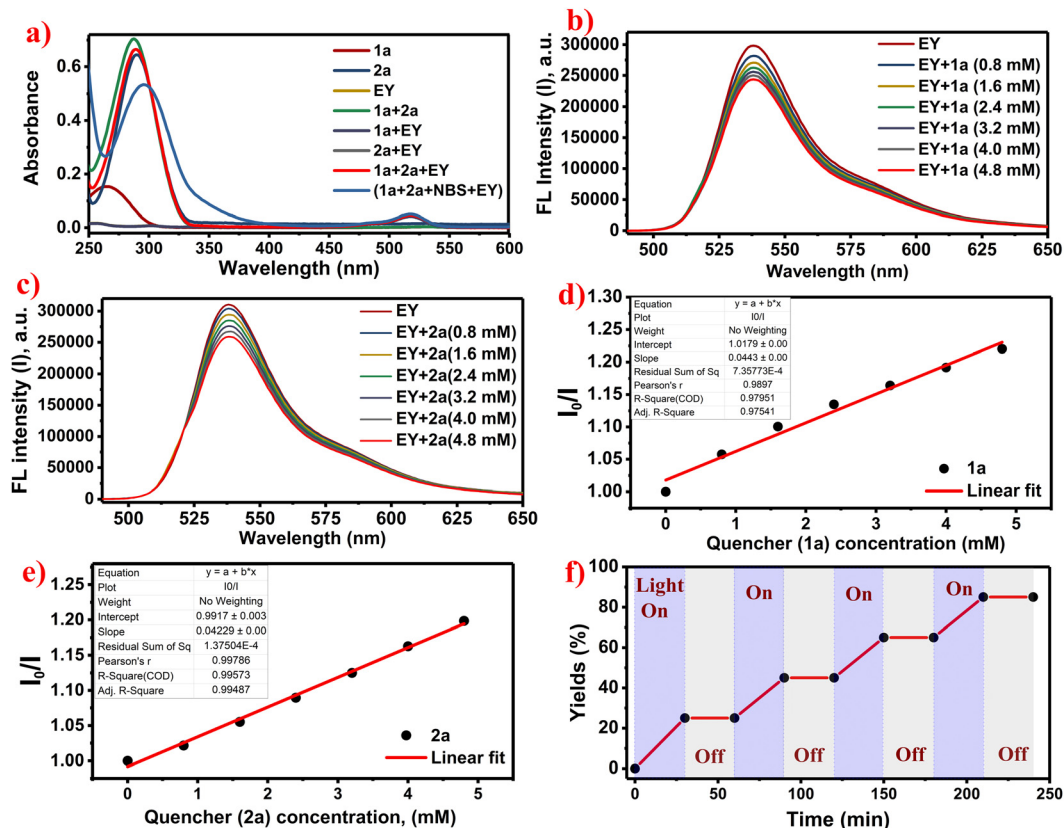 a)
0.6
0.4
0.2
0.0
Absorbance
250 300 350 400 450 500 550 600
Wavelength (nm)
1a
2a
EY
1a+2a
1a+EY
2a+EY
1a+2a+EY
(1a+2a+NBS+EY)
b)
300000
250000
200000
150000
100000
50000
0
FL Intensity (I), a.u.
500 525 550 575 600 625 650
Wavelength (nm)
EY
EY+1a (0.8 mM)
EY+1a (1.6 mM)
EY+1a (2.4 mM)
EY+1a (3.2 mM)
EY+1a (4.0 mM)
EY+1a (4.8 mM)
c)
300000
250000
200000
150000
100000
50000
0
FL Intensity (I), a.u.
500 525 550 575 600 625 650
Wavelength (nm)
EY
EY+2a(0.8 mM)
EY+2a(1.6 mM)
EY+2a(2.4 mM)
EY+2a(3.2 mM)
EY+2a(4.0 mM)
EY+2a(4.8 mM)
d)
1.30
1.25
1.20
1.15
1.10
1.05
1.00
I0/I
Equation y = a + b*x
Plot I0/I
Weight No Weighting
Intercept 1.0179 ± 0.00
Slope 0.0443 ± 0.00
Residual Sum of Sq 7.35773E-4
Pearson's r 0.9897
R-Square(COD) 0.97951
Adj. R-Square 0.97541
1a
Linear fit
0 1 2 3 4 5
Quencher (1a) concentration (mM)
e)
1.25
1.20
1.15
1.10
1.05
1.00
I0/I
Equation y = a + b*x
Plot I0/I
Weight No Weighting
Intercept 0.9917 ± 0.003
Slope 0.04229 ± 0.00
Residual Sum of Sq 1.37504E-4
Pearson's r 0.99786
R-Square(COD) 0.99573
Adj. R-Square 0.99487
2a
Linear fit
0 1 2 3 4 5
Quencher (2a) concentration, (mM)
f)
80
60
40
20
0
Yields (%)
Light
On
On
On
On
Off
Off
Off
Off
0 50 100 150 200 250
Time (min)